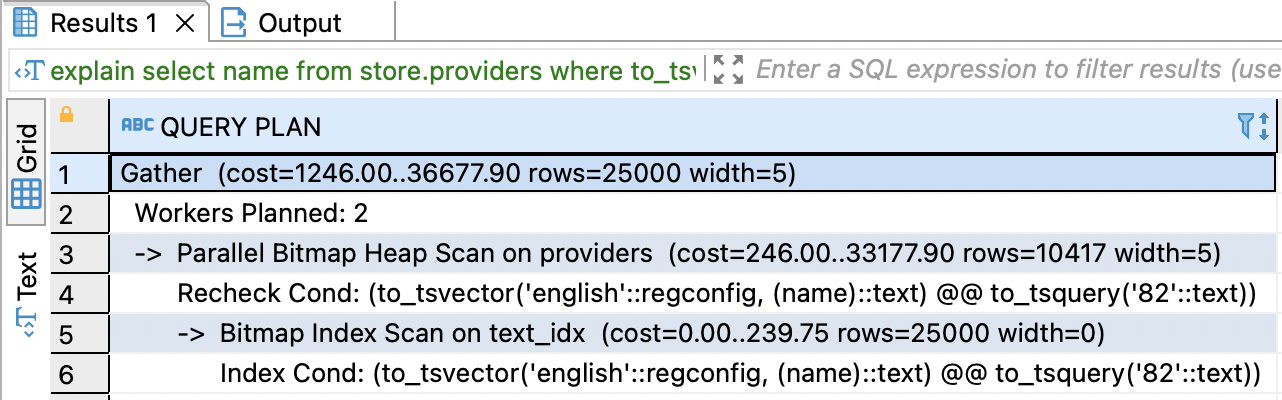 Results 1 Output
explain select name from store.providers where to_tsv Enter a SQL expression to filter results (use
Grid
Text
ABC QUERY PLAN
1 Gather (cost=1246.00..36677.90 rows=25000 width=5)
2 Workers Planned: 2
3 -> Parallel Bitmap Heap Scan on providers (cost=246.00..33177.90 rows=10417 width=5)
4 Recheck Cond: (to_tsvector('english'::regconfig, (name)::text) @@ to_tsquery('82'::text))
5 -> Bitmap Index Scan on text_idx (cost=0.00..239.75 rows=25000 width=0)
6 Index Cond: (to_tsvector('english'::regconfig, (name)::text) @@ to_tsquery('82'::text))